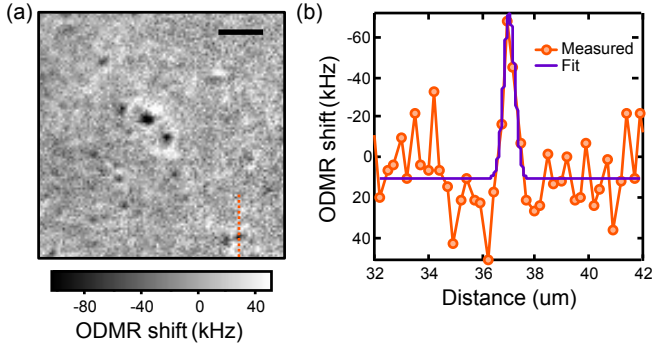 (a)
-80
-40
0
40
ODMR shift (kHz)
(b)
-60
-40
-20
0
20
40
ODMR shift (kHz)
Measured
Fit
32
34
36
38
40
42
Distance (um)